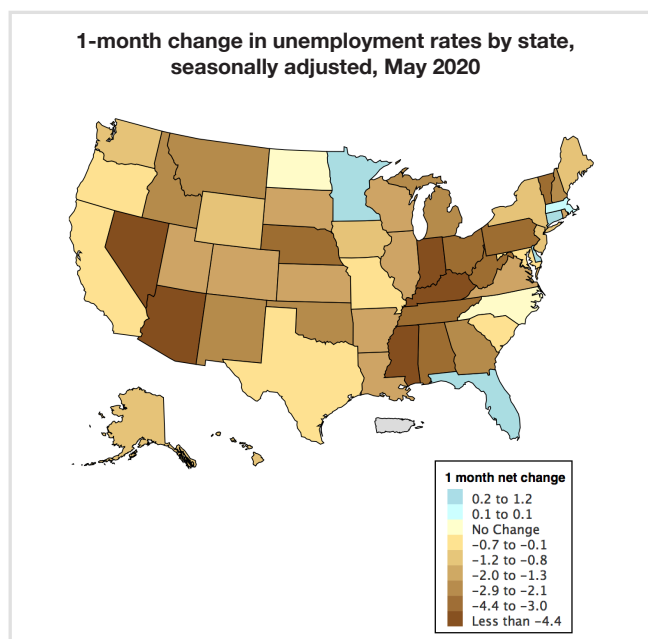 1-month change in unemployment rates by state,
seasonally adjusted, May 2020
1 month net change
0.2 to 1.2
0.1 to 0.1
No Change
-0.7 to -0.1
-1.2 to -0.8
-2.0 to -1.3
-2.9 to -2.1
-4.4 to -3.0
Less than -4.4